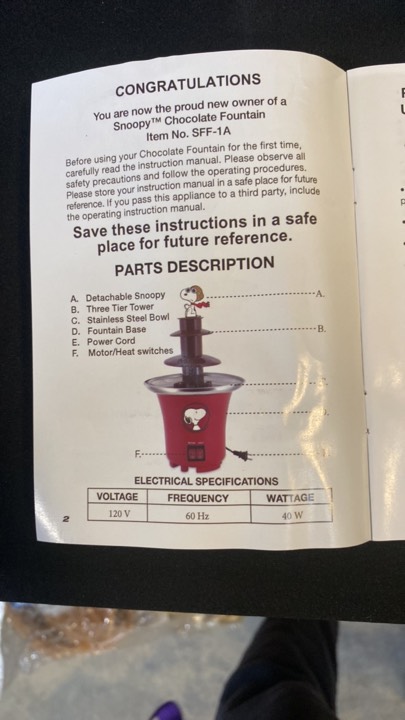 CONGRATULATIONS
You are now the proud new owner of a
Snoopy™ Chocolate Fountain
Item No. SFF-1A
Before using your Chocolate Fountain for the first time,
carefully read the instruction manual. Please observe all
safety precautions and follow the operating procedures.
Please store your instruction manual in a safe place for future
reference. If you pass this appliance to a third party, include
the operating instruction manual.
Save these instructions in a safe
place for future reference.
PARTS DESCRIPTION
A. Detachable Snoopy
B. Three Tier Tower
C. Stainless Steel Bowl
D. Fountain Base
E. Power Cord
F. Motor/Heat switches
A.
B.
F.
ELECTRICAL SPECIFICATIONS
VOLTAGE FREQUENCY WATTAGE
120 V 60 Hz 40 W
2